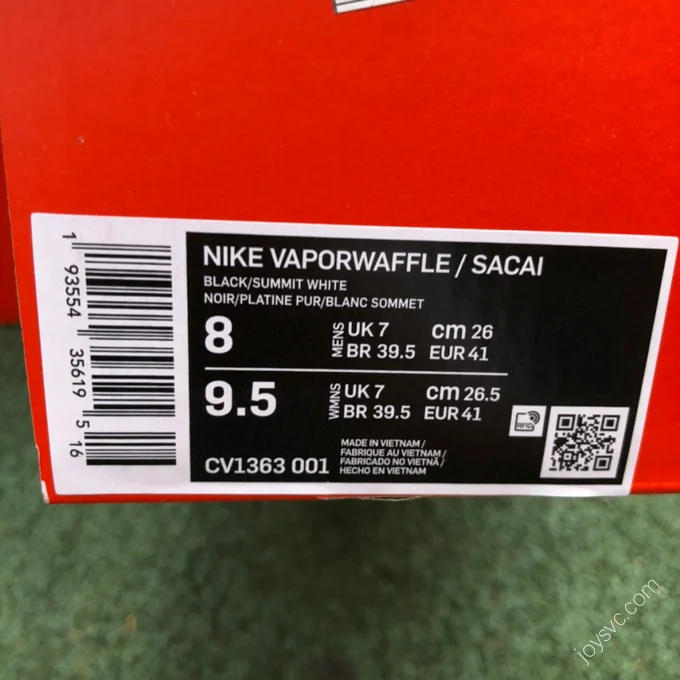 1 93554 35619 5 16
NIKE VAPORWAFFLE / SACAI
BLACK/SUMMIT WHITE
NOIR/PLATINE PUR/BLANC SOMMET
8
MENS
UK 7 cm 26
BR 39.5 EUR 41
9.5
WMNS
UK 7 cm 26.5
BR 39.5 EUR 41
RFID
CV1363 001
MADE IN VIETNAM /
FABRIQUE AU VIETNAM /
FABRICADO NO VIETNÃ /
HECHO EN VIETNAM
joysvc.com